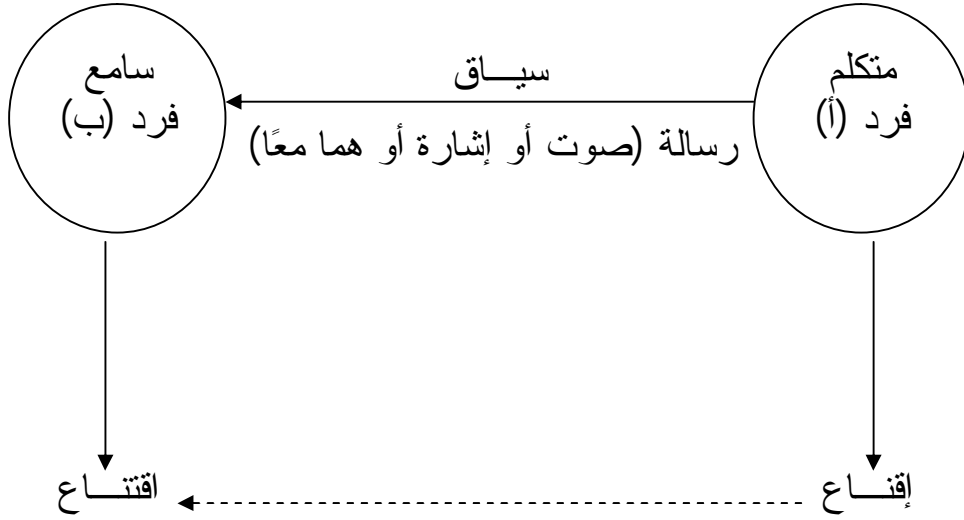 متكلم
فرد (أ)
سيـــاق
رسالة (صوت أو إشارة أو هما معًا)
سامع
فرد (ب)
إقنـــاع
اقتنـــاع